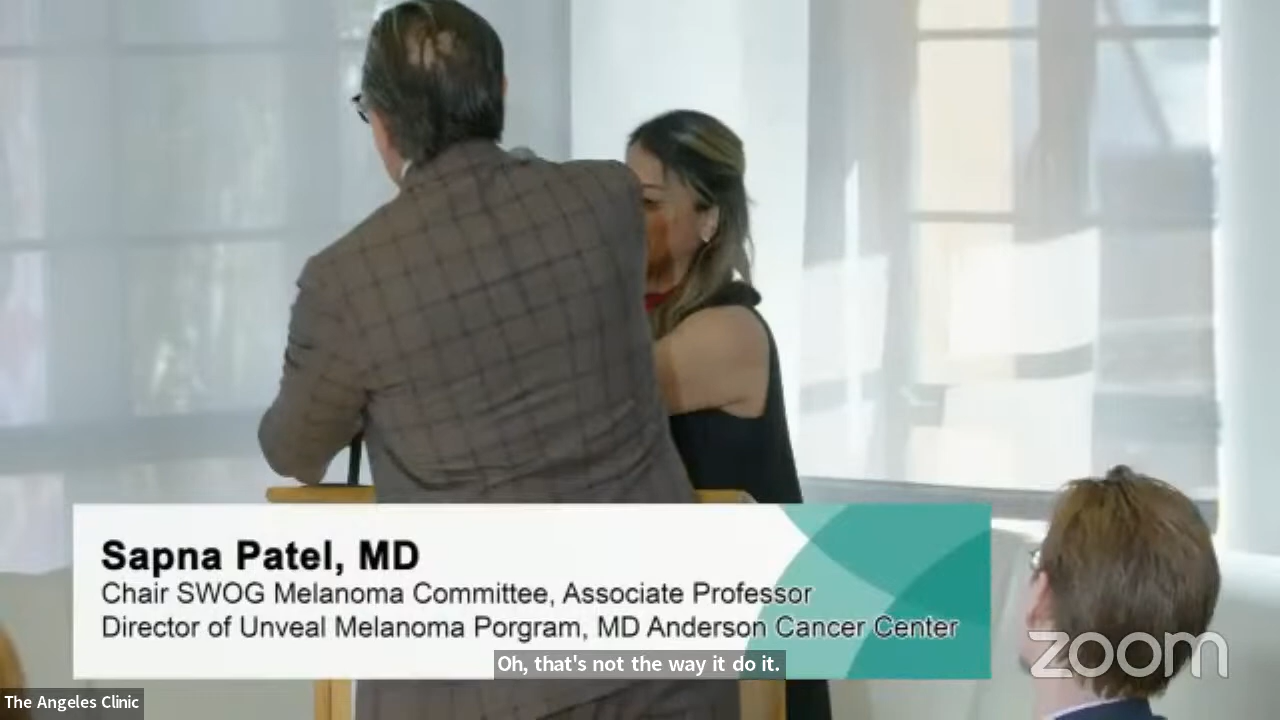 Sapna Patel, MD
Chair SWOG Melanoma Committee, Associate Professor
Director of Unveal Melanoma Porgram, MD Anderson Cancer Center
Oh, that's not the way it do it.
zoom
The Angeles Clinic